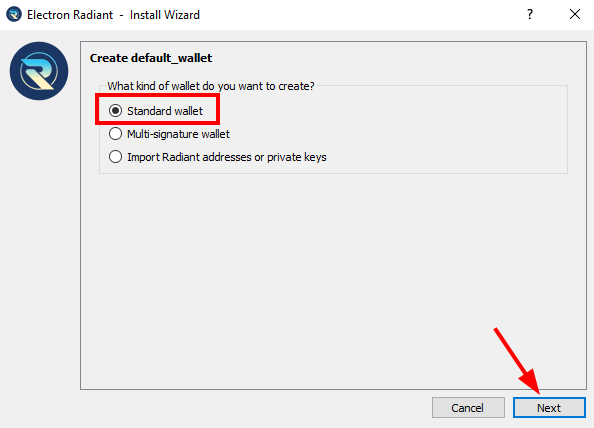 Electron Radiant - Install Wizard
Create default_wallet
What kind of wallet do you want to create?
Standard wallet
Multi-signature wallet
Import Radiant addresses or private keys
Cancel
Next